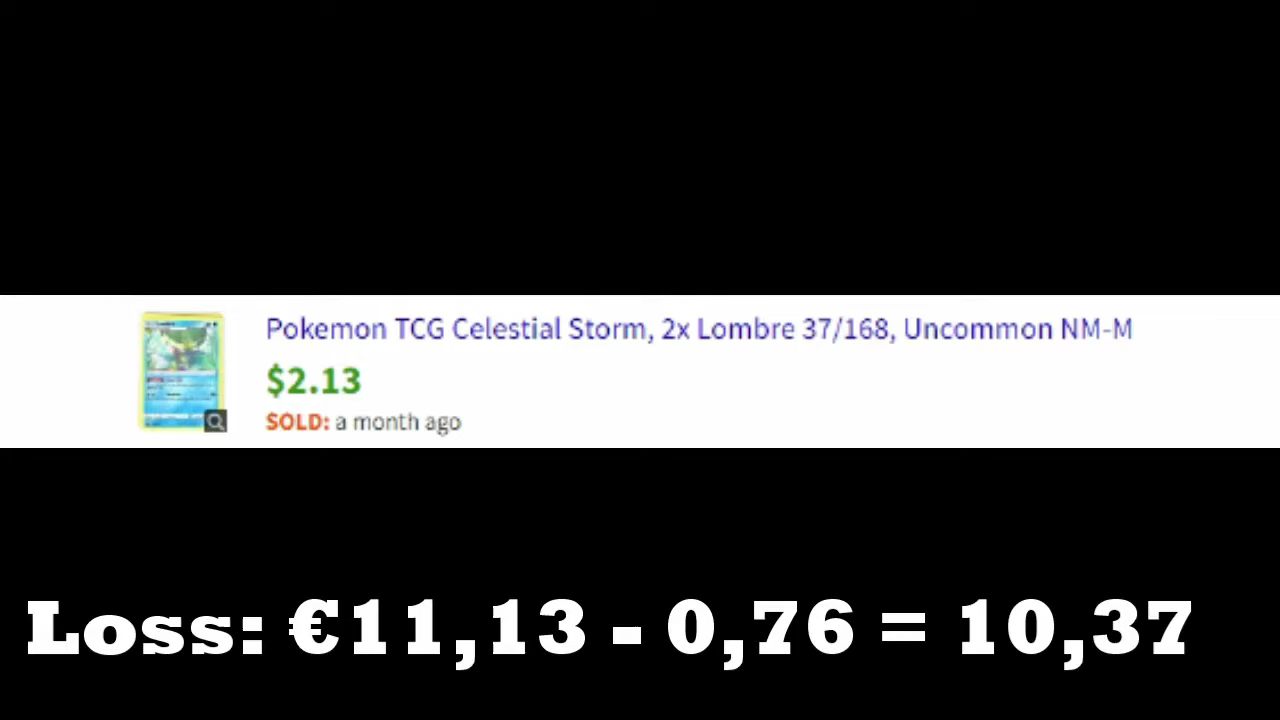 Pokemon TCG Celestial Storm, 2x Lombre 37/168, Uncommon NM-M
$2.13
SOLD: a month ago
Loss: €11,13 - 0,76 = 10,37